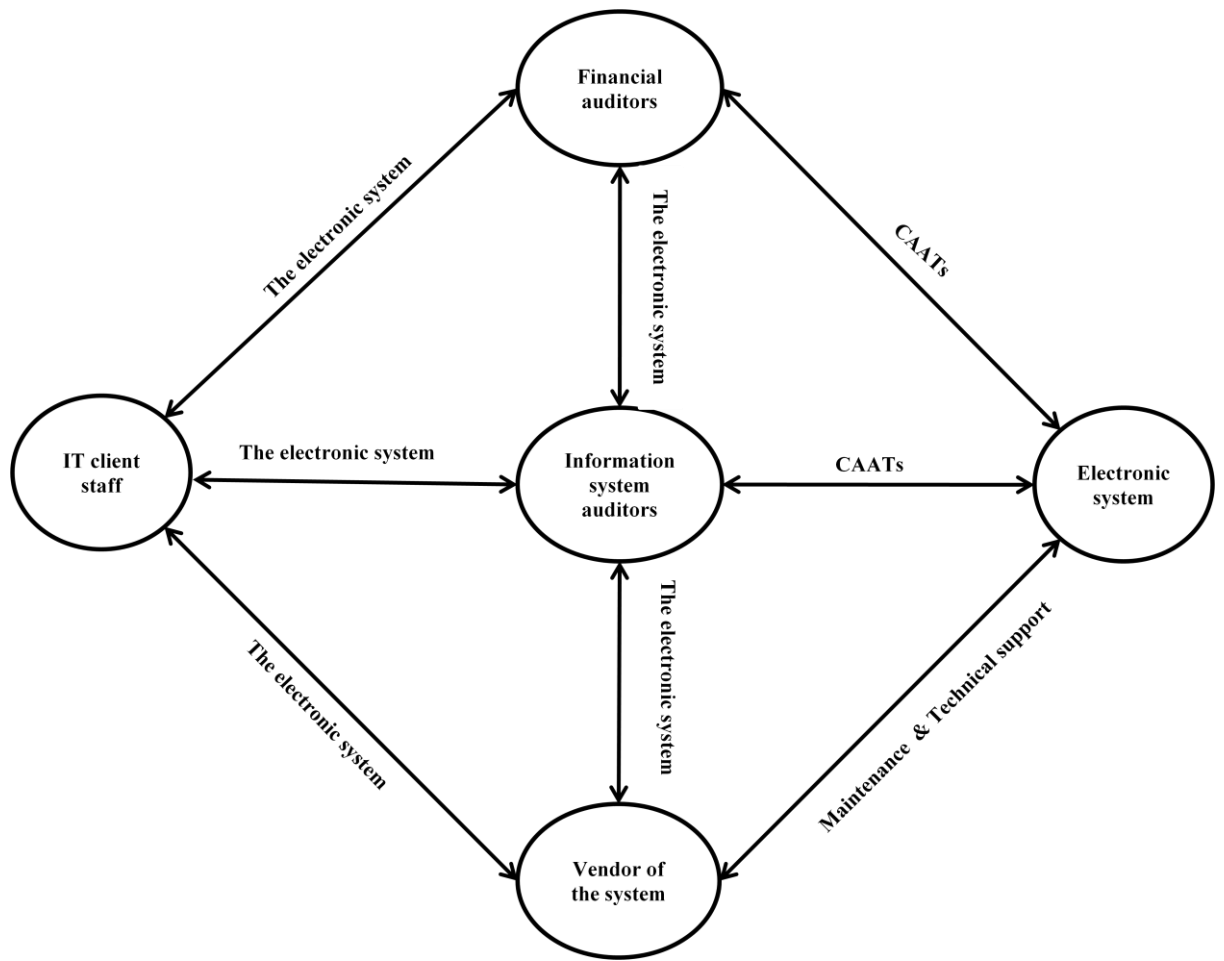 Financial
auditors
The electronic system
The electronic system
CAATs
IT client
staff
The electronic system
Information
system
auditors
CAATs
Electronic
system
The electronic system
The electronic system
Maintenance & Technical support
Vendor of
the system